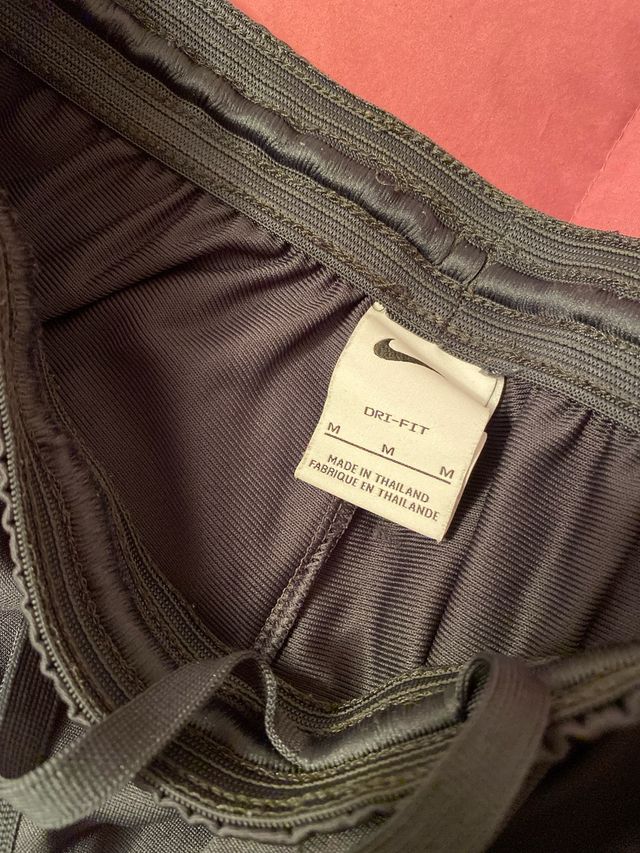 DRI-FIT
M M M
MADE IN THAILAND
FABRIQUE EN THAILANDE